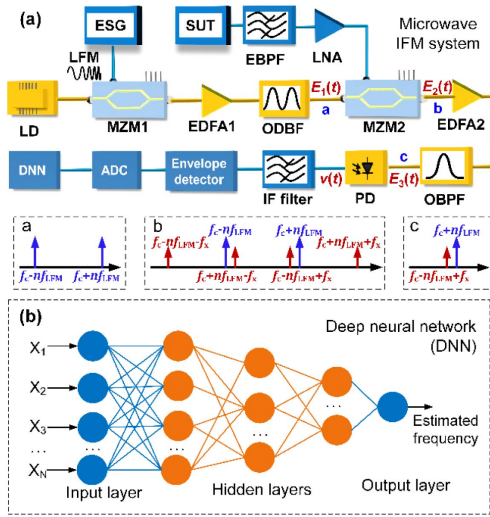 (a)
ESG
SUT
EBPF
LNA
Microwave
IFM system
LFM
E1(t)
E2(t)
a
b
LD
MZM1
EDFA1
ODBF
MZM2
EDFA2
DNN
ADC
Envelope
detector
IF filter
v(t)
PD
c
E3(t)
OBPF
a
fc-nfLFM
fc+nfLFM
b
fc-nfLFM
fc+nfLFM
fc-nfLFM-fx
fc+nfLFM+fx
fc+nfLFM-fx
fc-nfLFM+fx
c
fc+nfLFM
fc-nfLFM+fx
(b)
Deep neural network
(DNN)
X1
X2
X3
...
XN
...
...
...
...
Estimated
frequency
Input layer
Hidden layers
Output layer